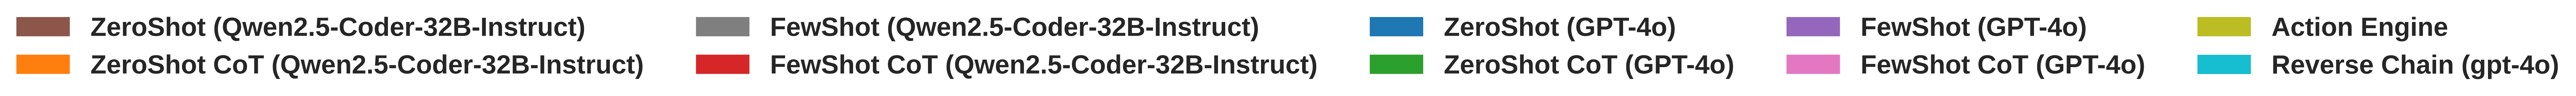 ZeroShot (Qwen2.5-Coder-32B-Instruct) FewShot (Qwen2.5-Coder-32B-Instruct) ZeroShot (GPT-4o) FewShot (GPT-4o) Action Engine
ZeroShot CoT (Qwen2.5-Coder-32B-Instruct) FewShot CoT (Qwen2.5-Coder-32B-Instruct) ZeroShot CoT (GPT-4o) FewShot CoT (GPT-4o) Reverse Chain (gpt-4o)